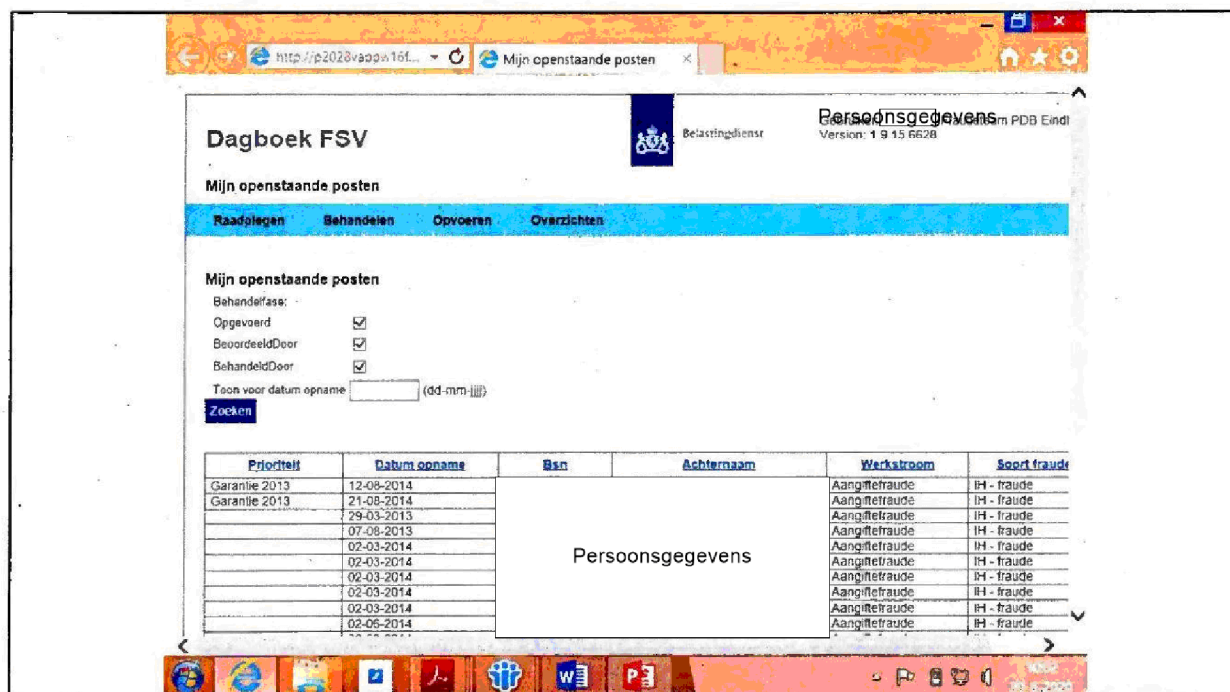 http://p2028vappw16f...
Mijn openstaande posten
Dagboek FSV
Belastingdienst
Persoonsgegevens
PDB Eindh
Version: 1.9.15.6628
Mijn openstaande posten
Raadplegen Behandelen Opvoeren Overzichten
Mijn openstaande posten
Behandelfase:
Opgevoerd
BeoordeeldDoor
BehandeldDoor
Toon voor datum opname (dd-mm-jjjj)
Zoeken
Prioriteit Datum opname Bsn Achternaam Werkstroom Soort fraude
Garantie 2013 12-08-2014 Aangiftefraude IH - fraude
Garantie 2013 21-08-2014 Aangiftefraude IH - fraude
29-03-2013 Aangiftefraude IH - fraude
07-08-2013 Aangiftefraude IH - fraude
02-03-2014 Aangiftefraude IH - fraude
Persoonsgegevens
02-03-2014 Aangiftefraude IH - fraude
02-03-2014 Aangiftefraude IH - fraude
02-03-2014 Aangiftefraude IH - fraude
02-03-2014 Aangiftefraude IH - fraude
02-06-2014 Aangiftefraude IH - fraude